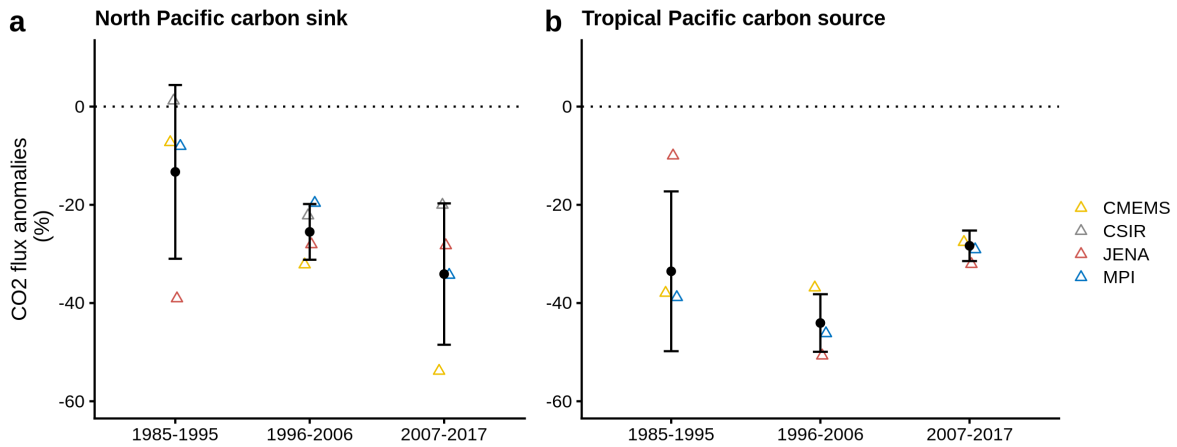 a North Pacific carbon sink
CO2 flux anomalies
(%)
0
-20
-40
-60
1985-1995 1996-2006 2007-2017
b Tropical Pacific carbon source
0
-20
-40
-60
1985-1995 1996-2006 2007-2017
CMEMS
CSIR
JENA
MPI